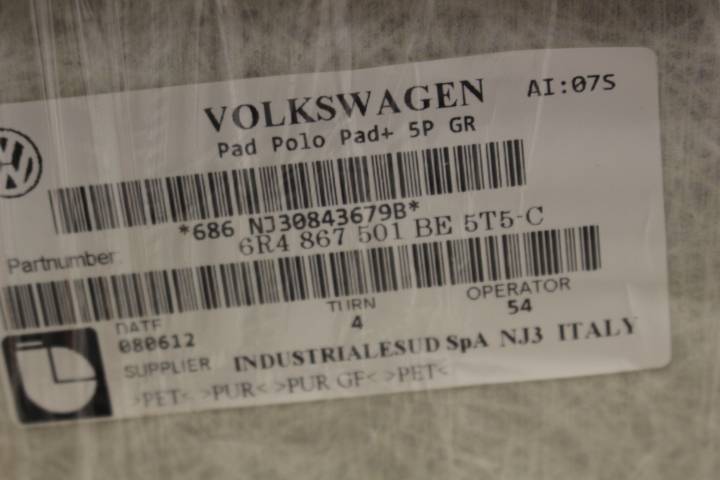 VOLKSWAGEN AI:07S
Pad Polo Pad+ 5P GR
*686 NJ30843679B*
Partnumber 6R4 867 501 BE 5T5-C
DATE TURN OPERATOR
080612 4 54
SUPPLIER INDUSTRIALESUD SpA NJ3 ITALY
>PET< >PUR< >PUR GF< >PET<